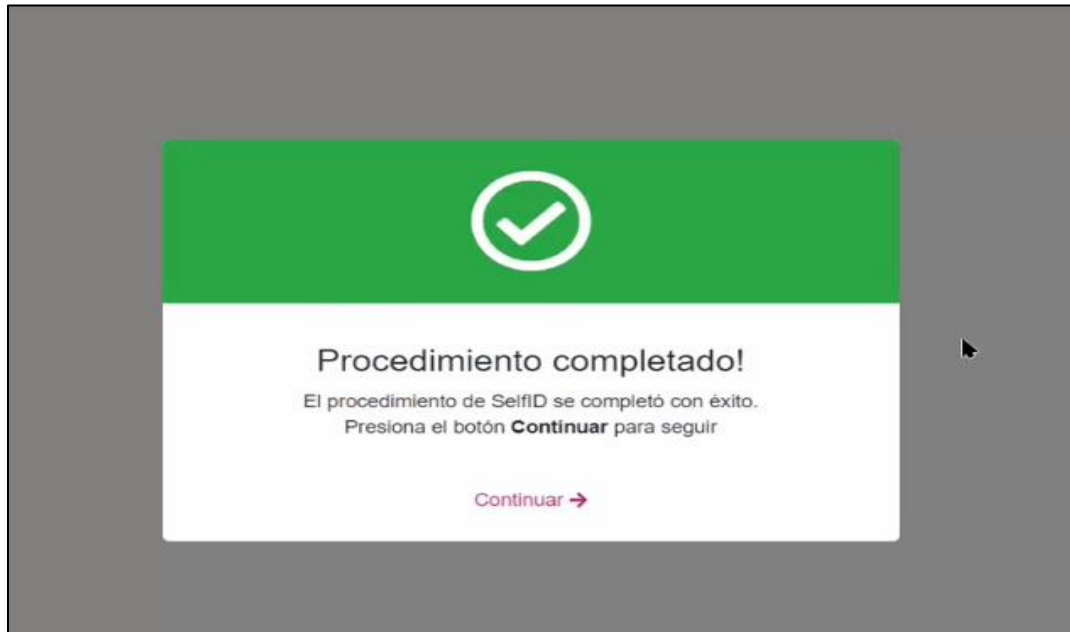 Procedimiento completado!
El procedimiento de SelfID se completó con éxito.
Presiona el botón Continuar para seguir
Continuar →